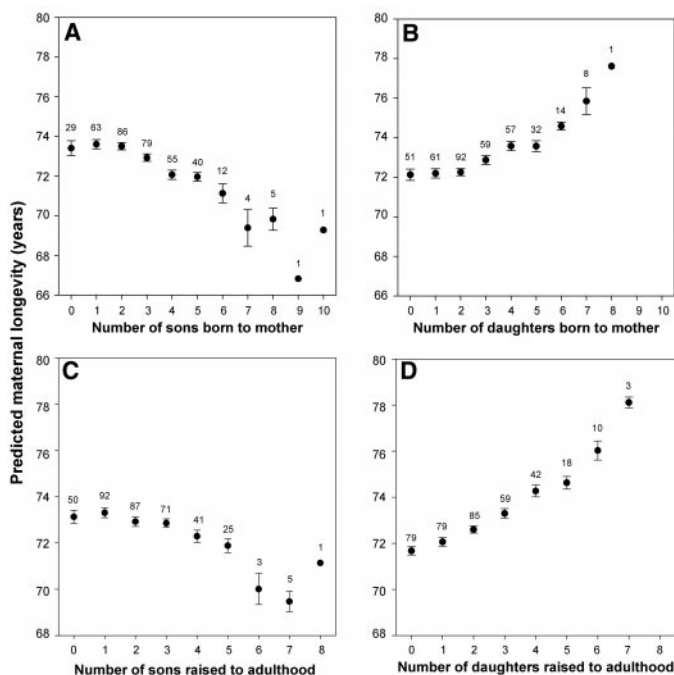 A
80
78
76
74
72
70
68
66
29 63 86 79 55 40 12 4 5 1 1
0 1 2 3 4 5 6 7 8 9 10
Number of sons born to mother
B
80
78
76
74
72
70
68
66
51 61 92 59 57 32 14 8 1
0 1 2 3 4 5 6 7 8 9 10
Number of daughters born to mother
Predicted maternal longevity (years)
C
80
78
76
74
72
70
68
50 92 87 71 41 25 3 5 1
0 1 2 3 4 5 6 7 8
Number of sons raised to adulthood
D
80
78
76
74
72
70
68
79 79 85 59 42 18 10 3
0 1 2 3 4 5 6 7 8
Number of daughters raised to adulthood